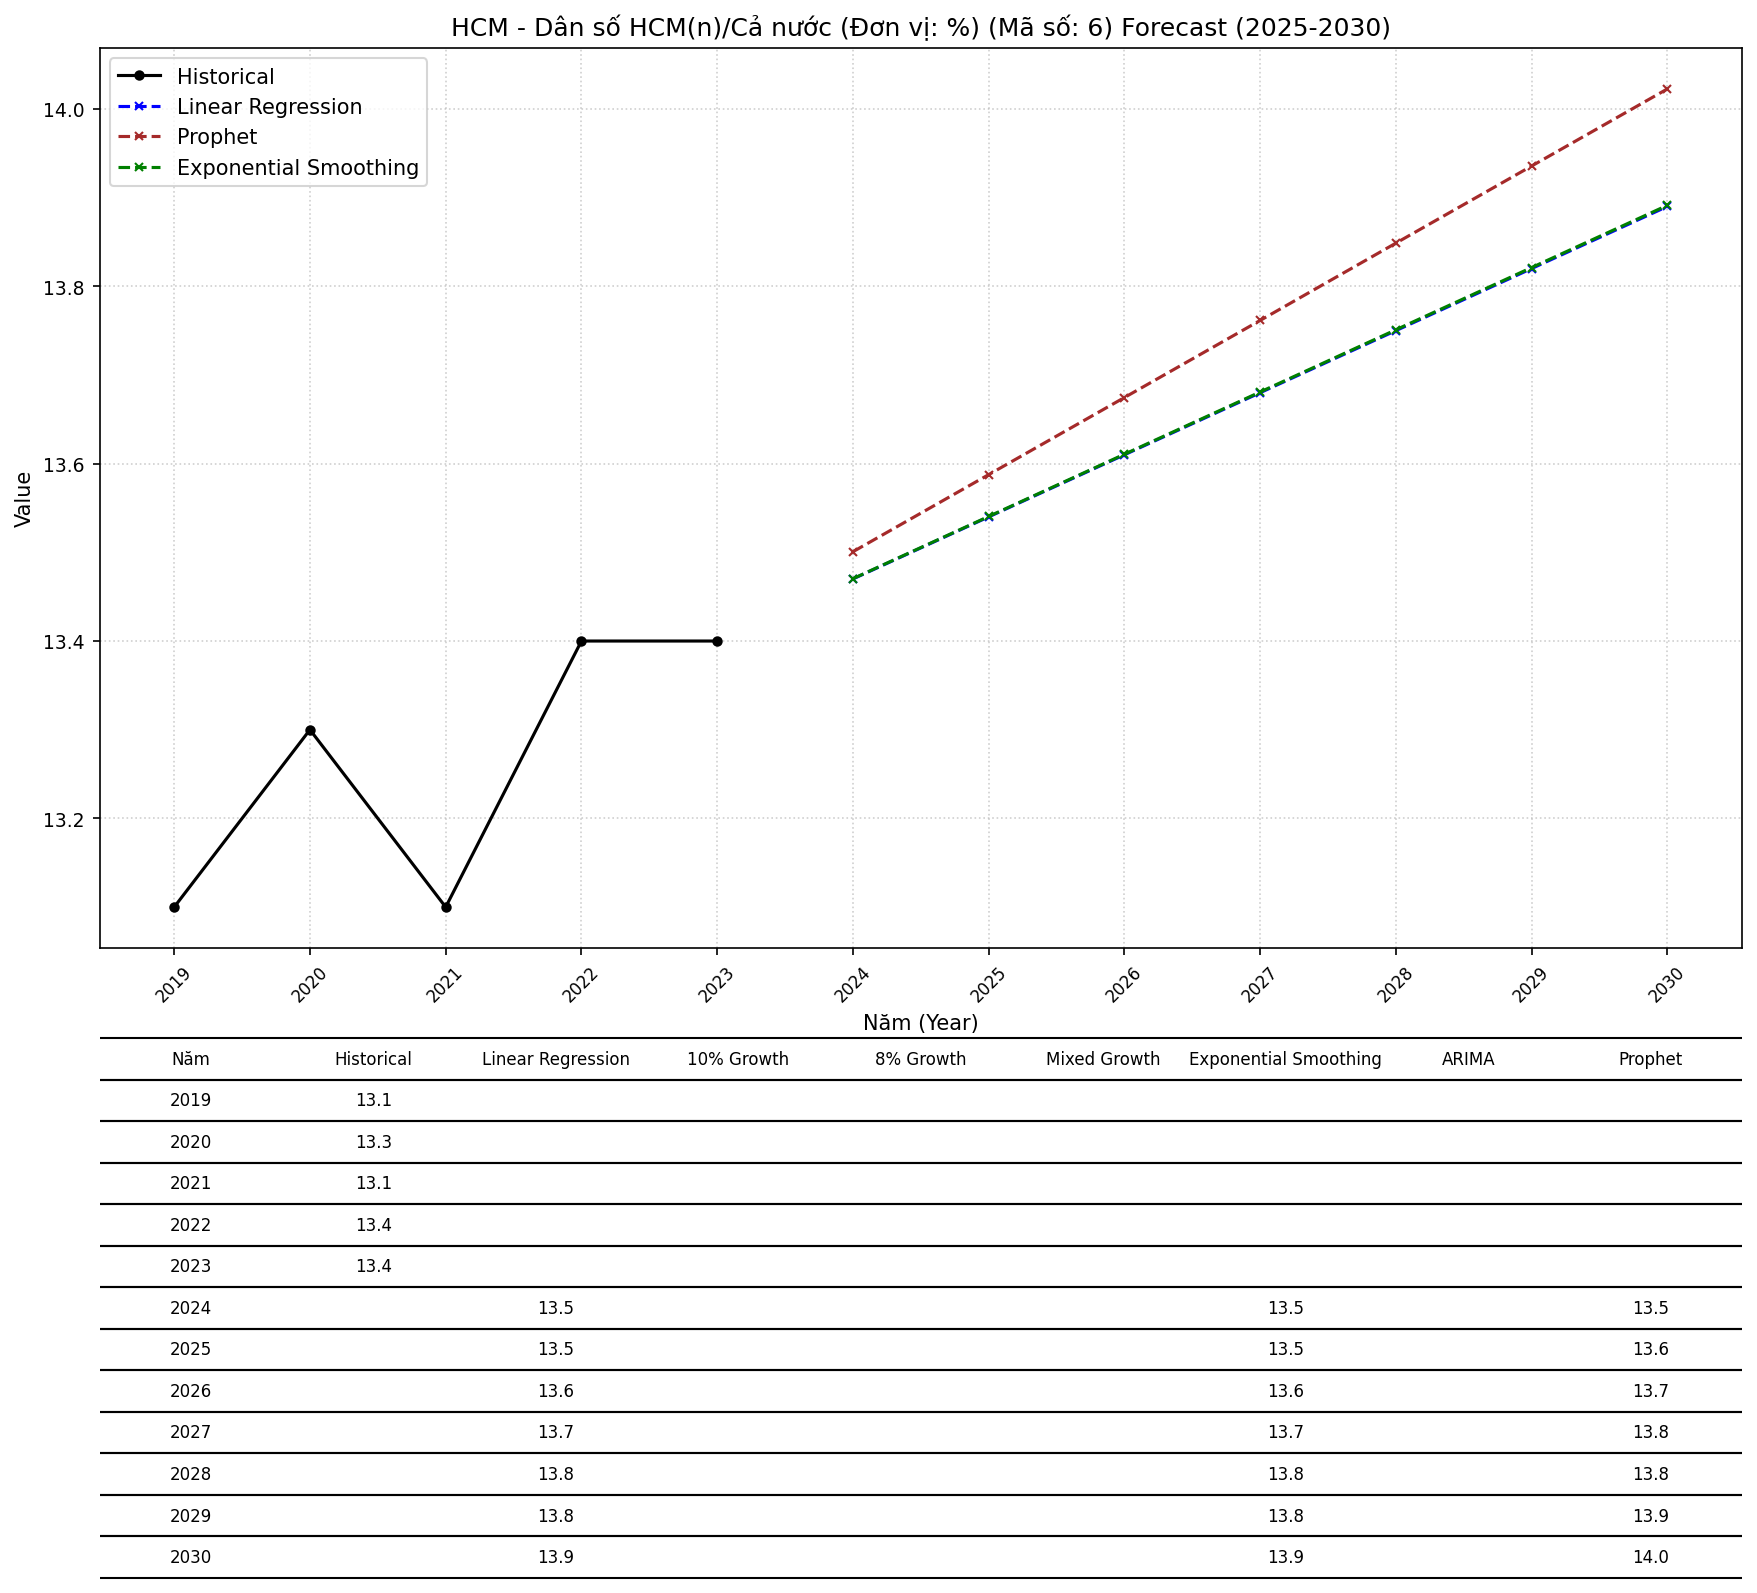 HCM - Dân số HCM(n)/Cả nước (Đơn vị: %) (Mã số: 6) Forecast (2025-2030)
Historical
Linear Regression
Prophet
Exponential Smoothing
Value
14.0
13.8
13.6
13.4
13.2
2019 2020 2021 2022 2023 2024 2025 2026 2027 2028 2029 2030
Năm (Year)
Năm Historical Linear Regression 10% Growth 8% Growth Mixed Growth Exponential Smoothing ARIMA Prophet
2019 13.1
2020 13.3
2021 13.1
2022 13.4
2023 13.4
2024 13.5 13.5 13.5
2025 13.5 13.5 13.6
2026 13.6 13.6 13.7
2027 13.7 13.7 13.8
2028 13.8 13.8 13.8
2029 13.8 13.8 13.9
2030 13.9 13.9 14.0